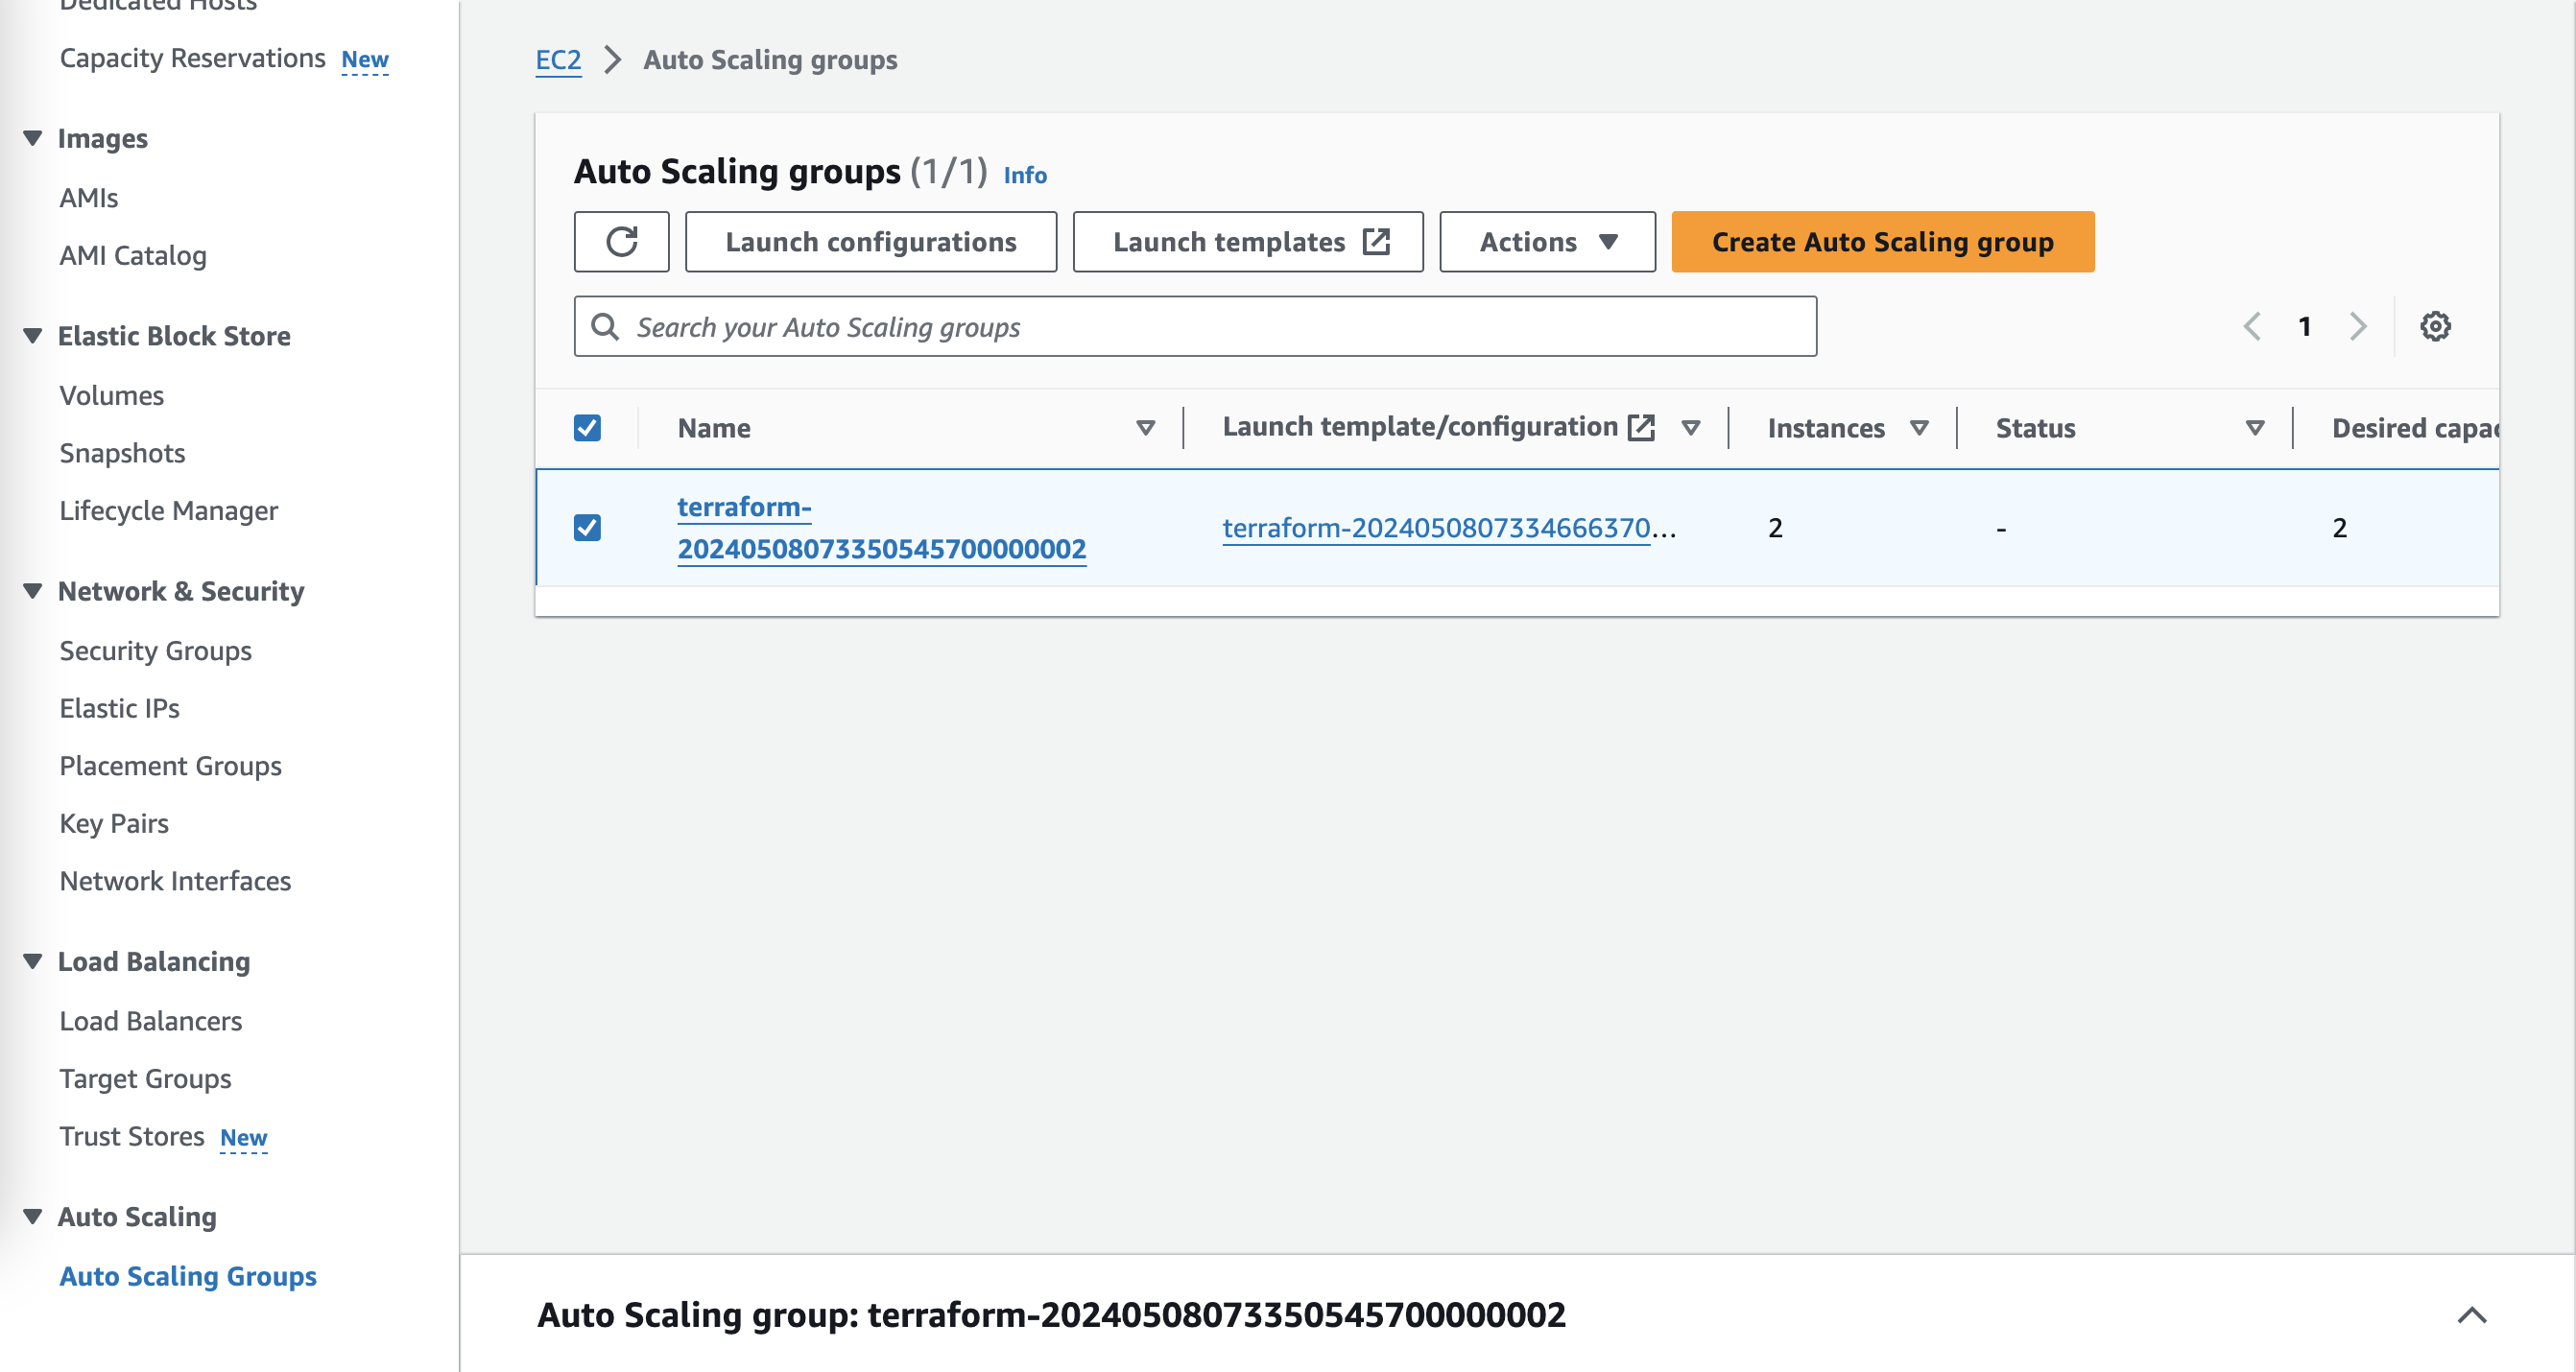 Dedicated Hosts
Capacity Reservations New
Images
AMIs
AMI Catalog
Elastic Block Store
Volumes
Snapshots
Lifecycle Manager
Network & Security
Security Groups
Elastic IPs
Placement Groups
Key Pairs
Network Interfaces
Load Balancing
Load Balancers
Target Groups
Trust Stores New
Auto Scaling
Auto Scaling Groups
EC2 > Auto Scaling groups
Auto Scaling groups (1/1) Info
Launch configurations Launch templates Actions Create Auto Scaling group
Search your Auto Scaling groups
1
Name Launch template/configuration Instances Status Desired capac
terraform-
20240508073350545700000002 terraform-2024050807334666370... 2 - 2
Auto Scaling group: terraform-20240508073350545700000002